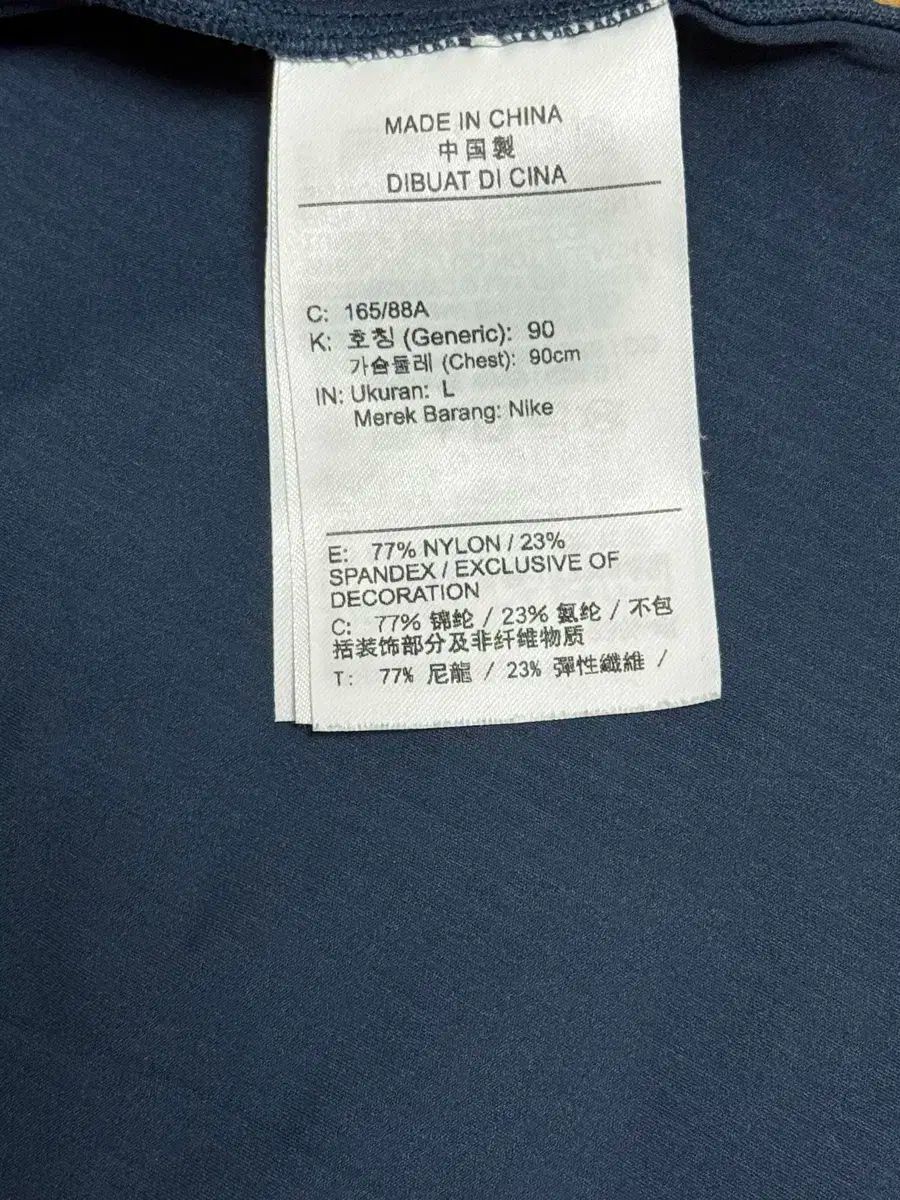 MADE IN CHINA
中国製
DIBUAT DI CINA
C: 165/88A
K: 호칭 (Generic): 90
가슴둘레 (Chest): 90cm
IN: Ukuran: L
Merek Barang: Nike
E: 77% NYLON / 23%
SPANDEX / EXCLUSIVE OF
DECORATION
C: 77% 锦纶 / 23% 氨纶 / 不包
括装饰部分及非纤维物质
T: 77% 尼龍 / 23% 彈性纖維 /